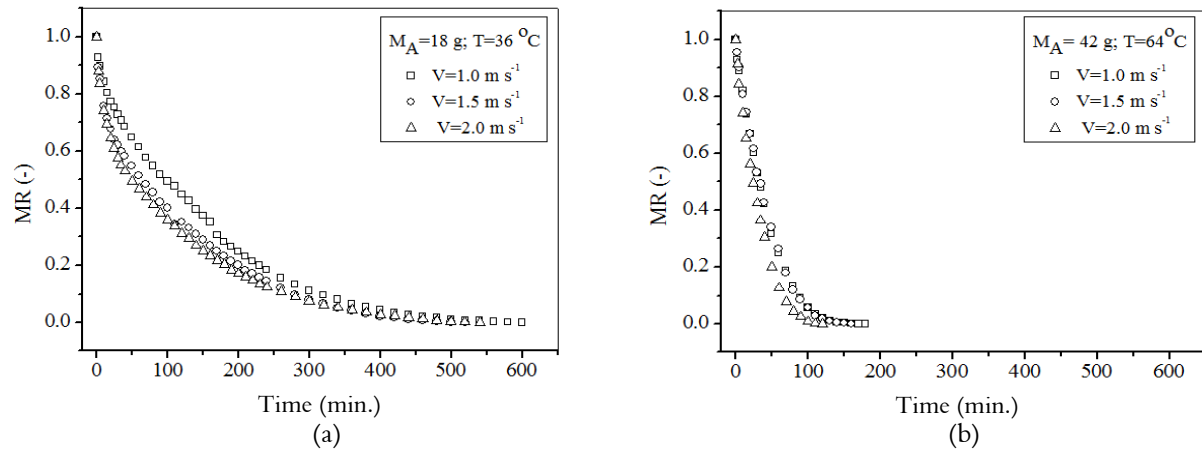 M_A=18 g; T=36 °C
□ V=1.0 m s⁻¹
○ V=1.5 m s⁻¹
△ V=2.0 m s⁻¹
1.0
0.8
0.6
0.4
0.2
0.0
MR (-)
0 100 200 300 400 500 600
Time (min.)
(a)
M_A= 42 g; T=64°C
□ V=1.0 m s⁻¹
○ V=1.5 m s⁻¹
△ V=2.0 m s⁻¹
1.0
0.8
0.6
0.4
0.2
0.0
MR (-)
0 100 200 300 400 500 600
Time (min.)
(b)